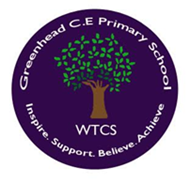 Greenhead C.E Primary School
WTCS
Inspire. Support. Believe. Achieve